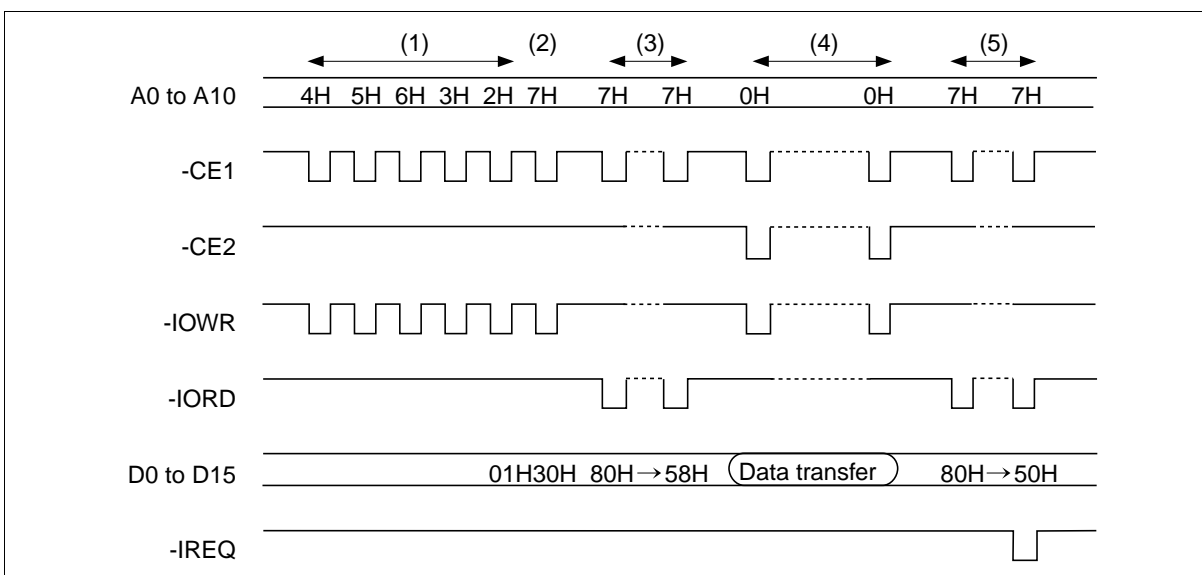 (1) (2) (3) (4) (5)
A0 to A10 4H 5H 6H 3H 2H 7H 7H 7H 0H 0H 7H 7H
-CE1
-CE2
-IOWR
-IORD
D0 to D15 01H30H 80H→58H Data transfer 80H→50H
-IREQ